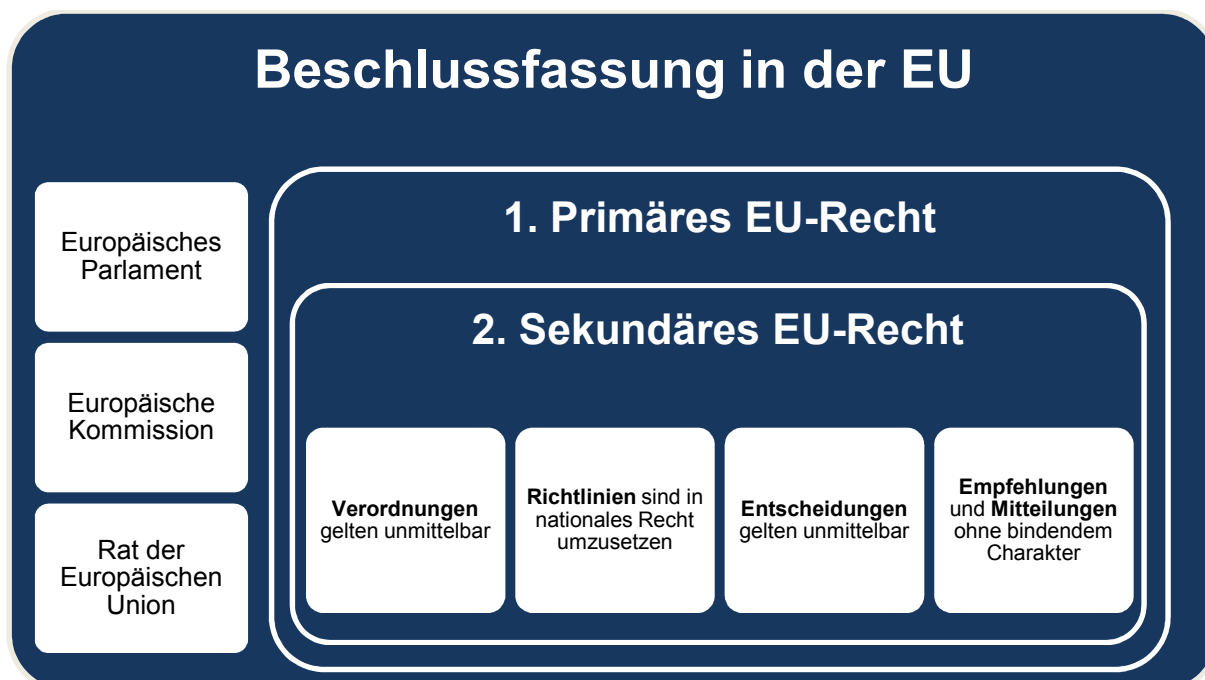 Beschlussfassung in der EU
Europäisches
Parlament
Europäische
Kommission
Rat der
Europäischen
Union
1. Primäres EU-Recht
2. Sekundäres EU-Recht
Verordnungen
gelten unmittelbar
Richtlinien sind in
nationales Recht
umzusetzen
Entscheidungen
gelten unmittelbar
Empfehlungen
und Mitteilungen
ohne bindendem
Charakter